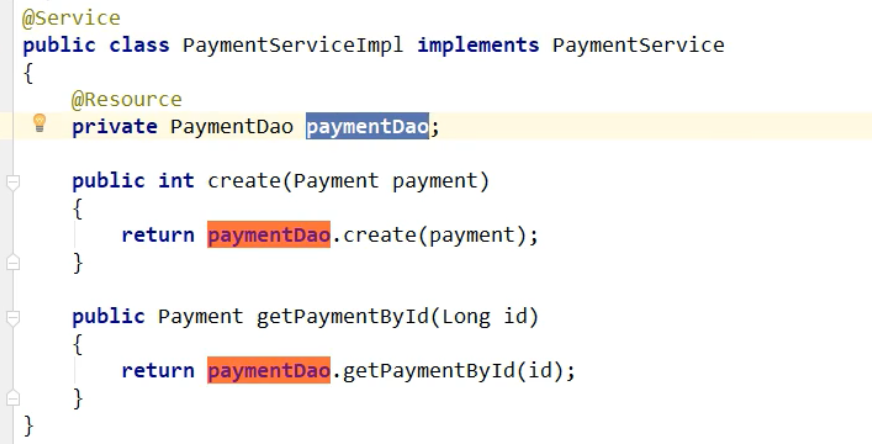 @Service
public class PaymentServiceImpl implements PaymentService
{
@Resource
private PaymentDao paymentDao;
public int create(Payment payment)
{
return paymentDao.create(payment);
}
public Payment getPaymentById(Long id)
{
return paymentDao.getPaymentById(id);
}
}